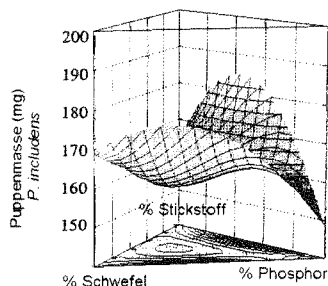 Puppenmasse (mg)
P. includens
200
190
180
170
160
150
% Stickstoff
% Schwefel
% Phosphor